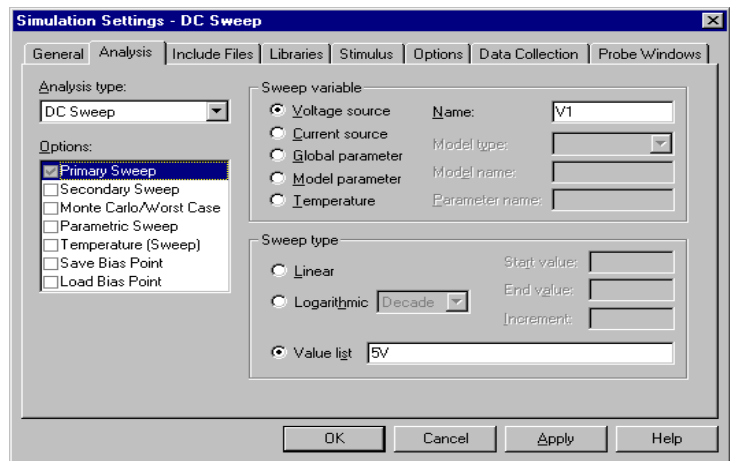 Simulation Settings - DC Sweep
General Analysis Include Files Libraries Stimulus Options Data Collection Probe Windows
Analysis type:
DC Sweep
Options:
Primary Sweep
Secondary Sweep
Monte Carlo/Worst Case
Parametric Sweep
Temperature (Sweep)
Save Bias Point
Load Bias Point
Sweep variable
Voltage source
Current source
Global parameter
Model parameter
Temperature
Name: V1
Model type:
Model name:
Parameter name:
Sweep type
Linear
Logarithmic Decade
Start value:
End value:
Increment:
Value list 5V
OK Cancel Apply Help